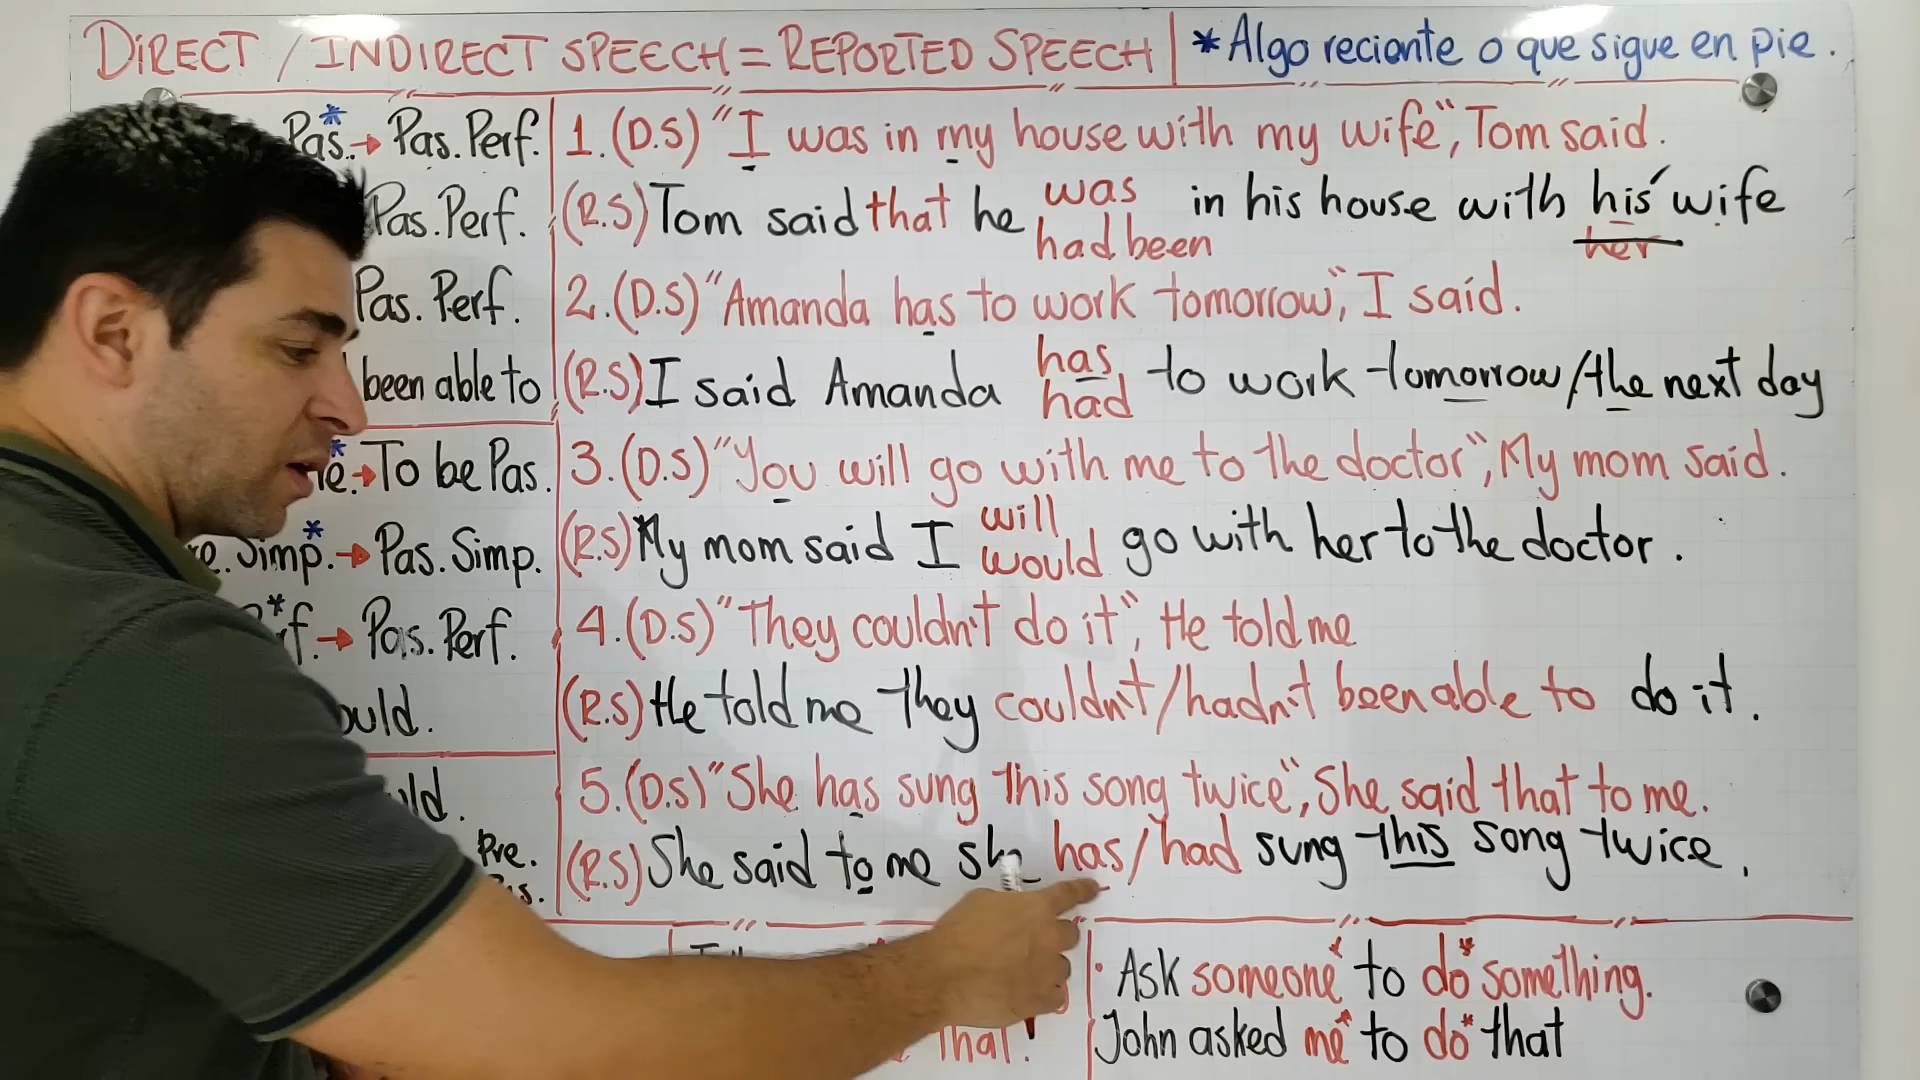 DIRECT / INDIRECT SPEECH = REPORTED SPEECH | * Algo reciente o que sigue en pie.
Pas.* → Pas. Perf.
Pas. Perf.
Pas. Perf.
been able to
→ To be Pas.
Simp.* → Pas. Simp.
→ Pas. Perf.
Pre.
1. (D.S) "I was in my house with my wife", Tom said.
(R.S) Tom said that he was in his house with his wife
had been her
2. (D.S) "Amanda has to work tomorrow", I said.
(R.S) I said Amanda has to work tomorrow / the next day
had
3. (D.S) "You will go with me to the doctor", My mom said.
(R.S) My mom said I will go with her to the doctor.
would
4. (D.S) "They couldn't do it", He told me
(R.S) He told me they couldn't / hadn't been able to do it.
5. (D.S) "She has sung this song twice", She said that to me.
(R.S) She said to me she has / had sung this song twice.
that!
· Ask someone* to do* something.
John asked me* to do* that